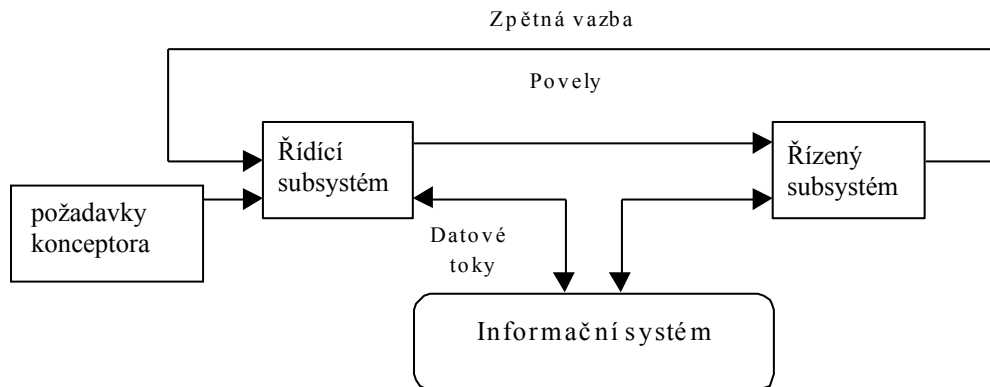 Zpětná vazba
Povely
Řídící
subsystém
Řízený
subsystém
požadavky
konceptora
Datové
toky
Informační systém